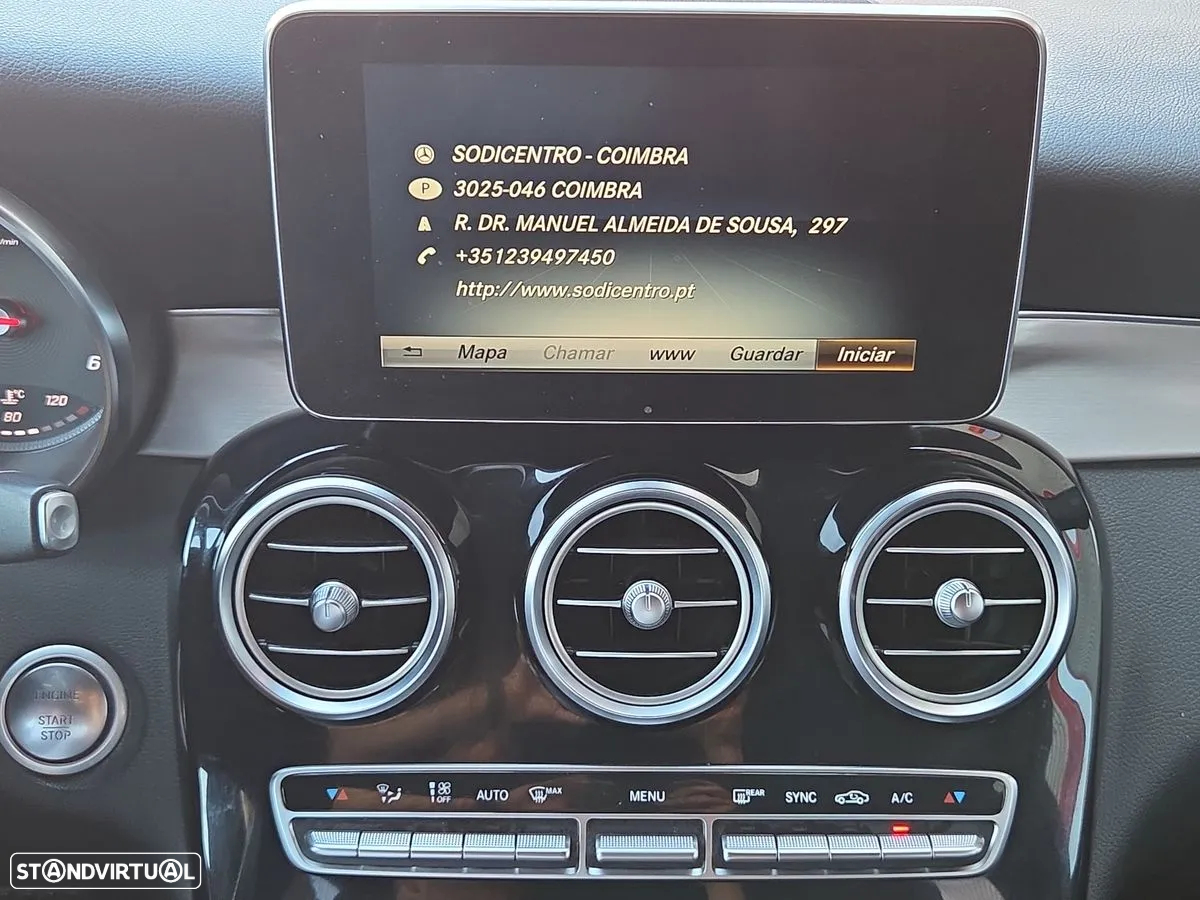 SODICENTRO - COIMBRA
P 3025-046 COIMBRA
R. DR. MANUEL ALMEIDA DE SOUSA, 297
+351239497450
http://www.sodicentro.pt
Mapa Chamar www Guardar Iniciar
/min
6
°C
120
80
ENGINE
START
STOP
OFF AUTO MAX MENU REAR SYNC A/C
STANDVIRTUAL